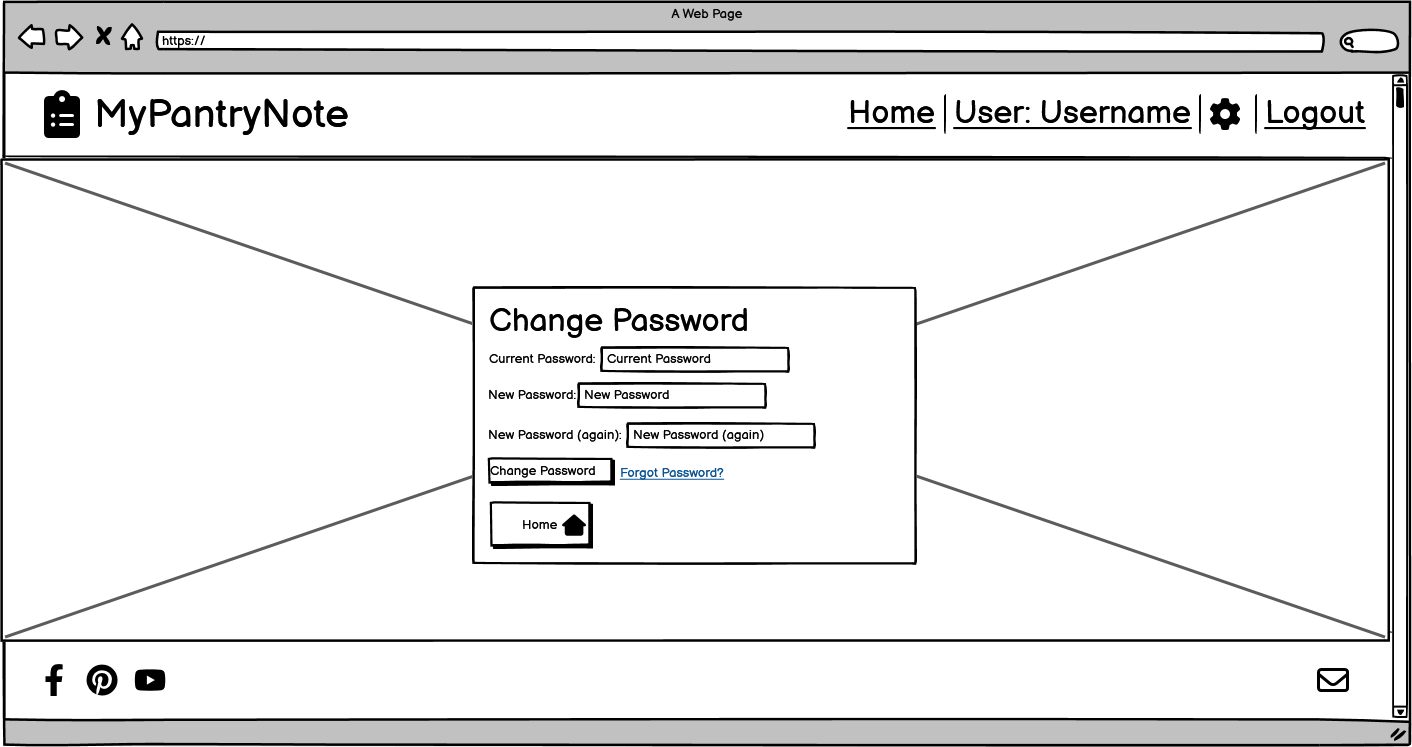 A Web Page
https://
MyPantryNote
Home
User: Username
Logout
Change Password
Current Password: Current Password
New Password: New Password
New Password (again): New Password (again)
Change Password Forgot Password?
Home